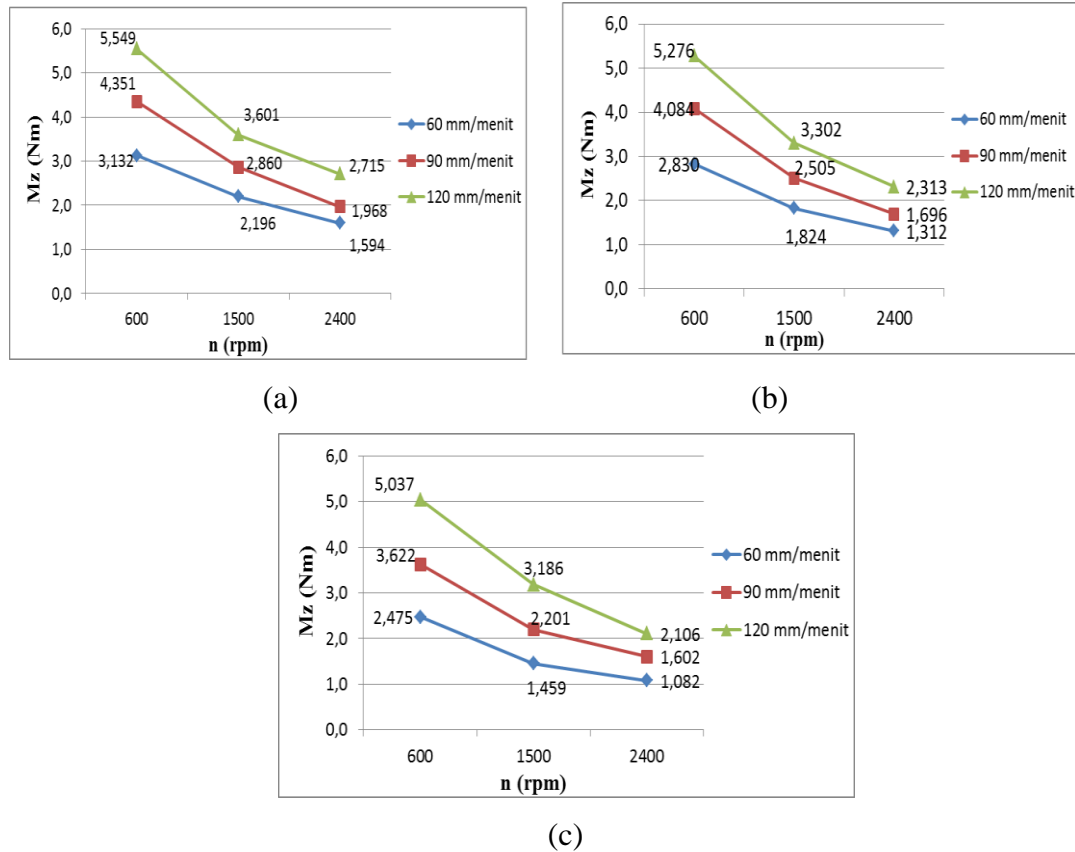 6,0
5,0
4,0
3,0
2,0
1,0
0,0
Mz (Nm)
5,549
4,351
3,132
3,601
2,860
2,196
2,715
1,968
1,594
600 1500 2400
n (rpm)
60 mm/menit
90 mm/menit
120 mm/menit
(a)
6,0
5,0
4,0
3,0
2,0
1,0
0,0
Mz (Nm)
5,276
4,084
2,830
3,302
2,505
1,824
2,313
1,696
1,312
600 1500 2400
n (rpm)
60 mm/menit
90 mm/menit
120 mm/menit
(b)
6,0
5,0
4,0
3,0
2,0
1,0
0,0
Mz (Nm)
5,037
3,622
2,475
3,186
2,201
1,459
2,106
1,602
1,082
600 1500 2400
n (rpm)
60 mm/menit
90 mm/menit
120 mm/menit
(c)